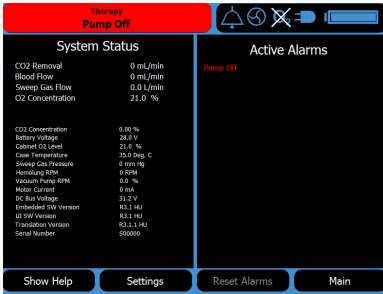 Therapy
Pump Off
System Status
CO2 Removal 0 mL/min
Blood Flow 0 mL/min
Sweep Gas Flow 0.0 L/min
O2 Concentration 21.0 %
CO2 Concentration 0.00 %
Battery Voltage 28.0 V
Cabinet O2 Level 21.0 %
Case Temperature 35.0 Deg. C
Sweep Gas Pressure 0 mm Hg
Hemolung RPM 0 RPM
Vacuum Pump RPM 0.0 %
Motor Current 0 mA
DC Bus Voltage 31.2 V
Embedded SW Version R3.1 HU
UI SW Version R3.1 HU
Translation Version R3.1.1 HU
Serial Number S00000
Active Alarms
Pump Off
Show Help
Settings
Reset Alarms
Main